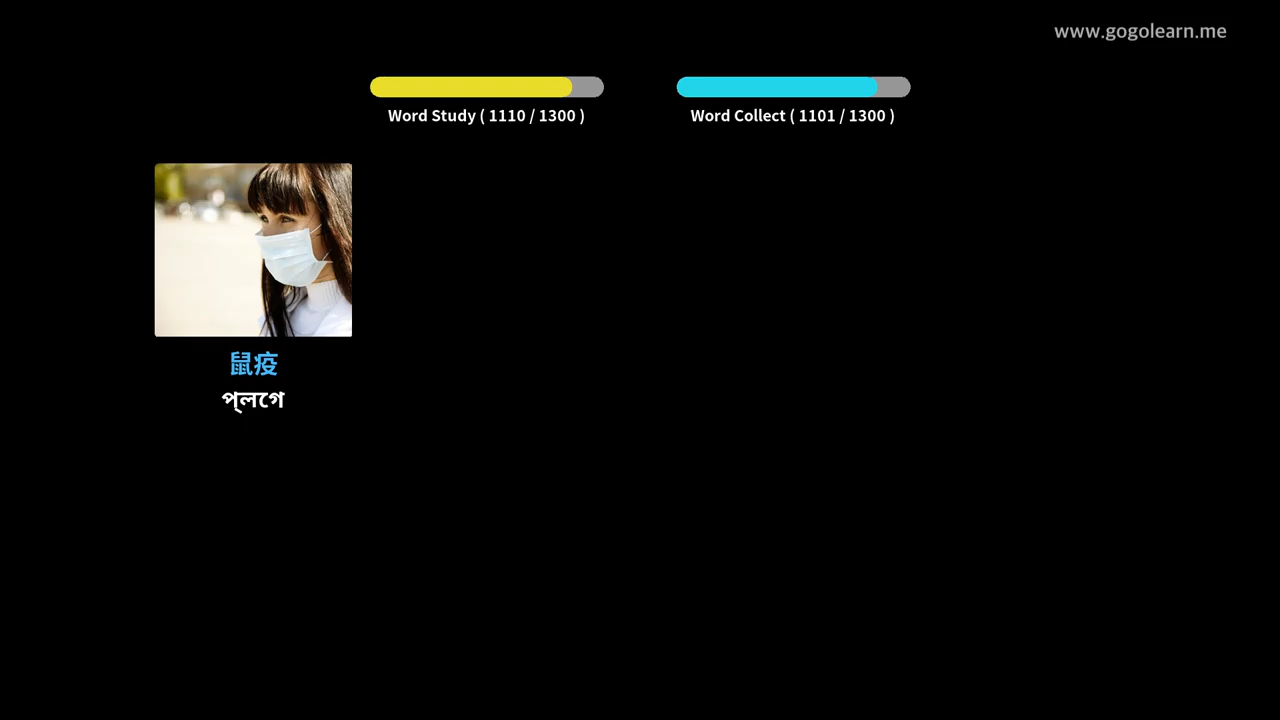 www.gogolearn.me
Word Study ( 1110 / 1300 )
Word Collect ( 1101 / 1300 )
鼠疫
প্লগে